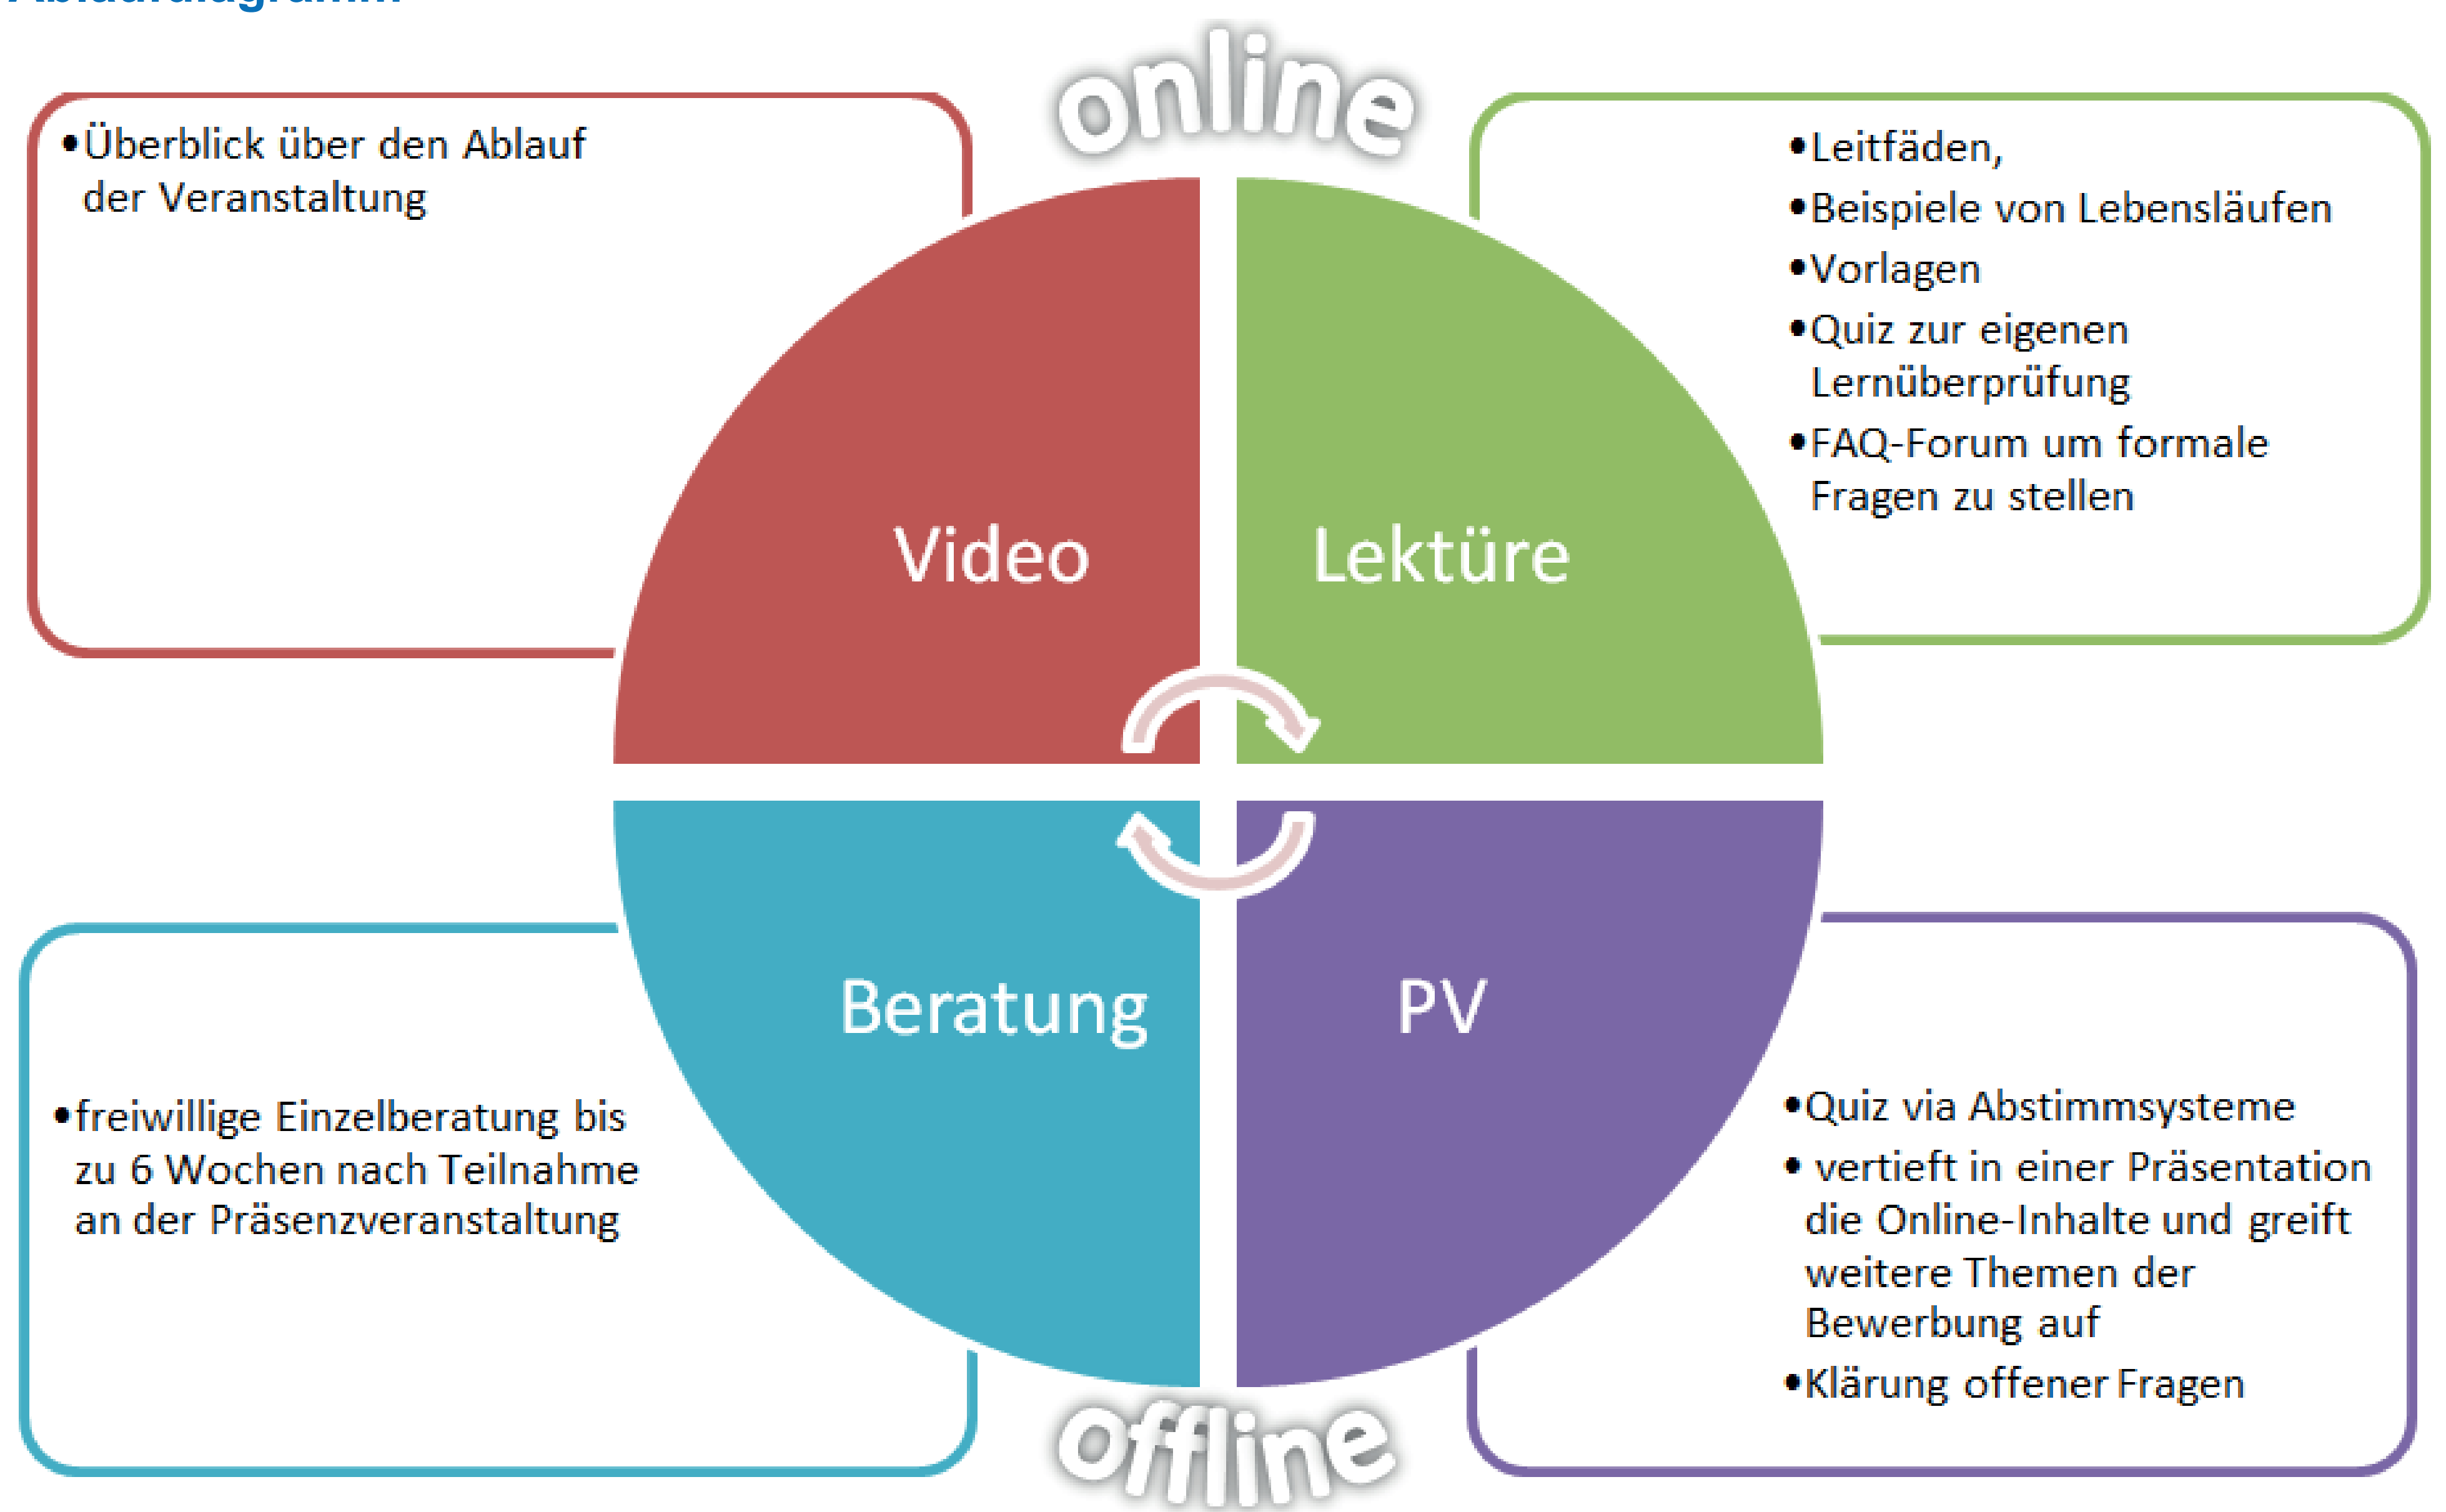 Ablaufdiagramm
online
•Überblick über den Ablauf
der Veranstaltung
•Leitfäden,
•Beispiele von Lebensläufen
•Vorlagen
•Quiz zur eigenen
Lernüberprüfung
•FAQ-Forum um formale
Fragen zu stellen
Video
Lektüre
Beratung
PV
•freiwillige Einzelberatung bis
zu 6 Wochen nach Teilnahme
an der Präsenzveranstaltung
•Quiz via Abstimmsysteme
• vertieft in einer Präsentation
die Online-Inhalte und greift
weitere Themen der
Bewerbung auf
•Klärung offener Fragen
offline